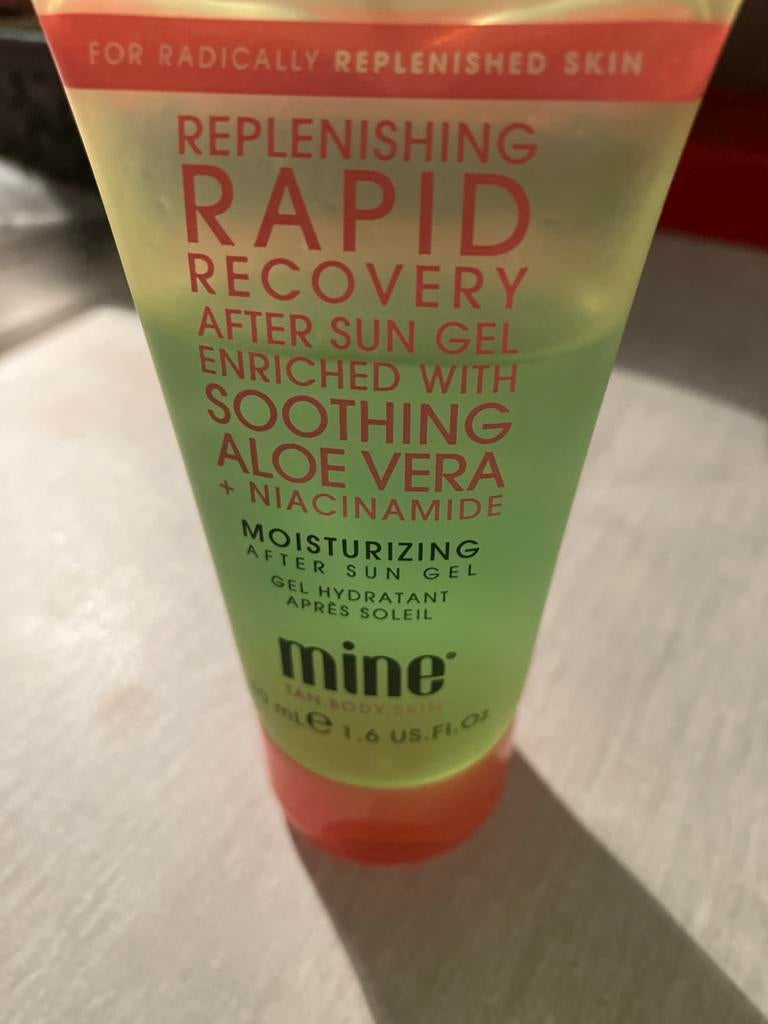 FOR RADICALLY REPLENISHED SKIN
REPLENISHING
RAPID
RECOVERY
AFTER SUN GEL
ENRICHED WITH
SOOTHING
ALOE VERA
+ NIACINAMIDE
MOISTURIZING
AFTER SUN GEL
GEL HYDRATANT
APRÈS SOLEIL
mine
TAN.BODY.SKIN
mL e 1.6 US.Fl.Oz